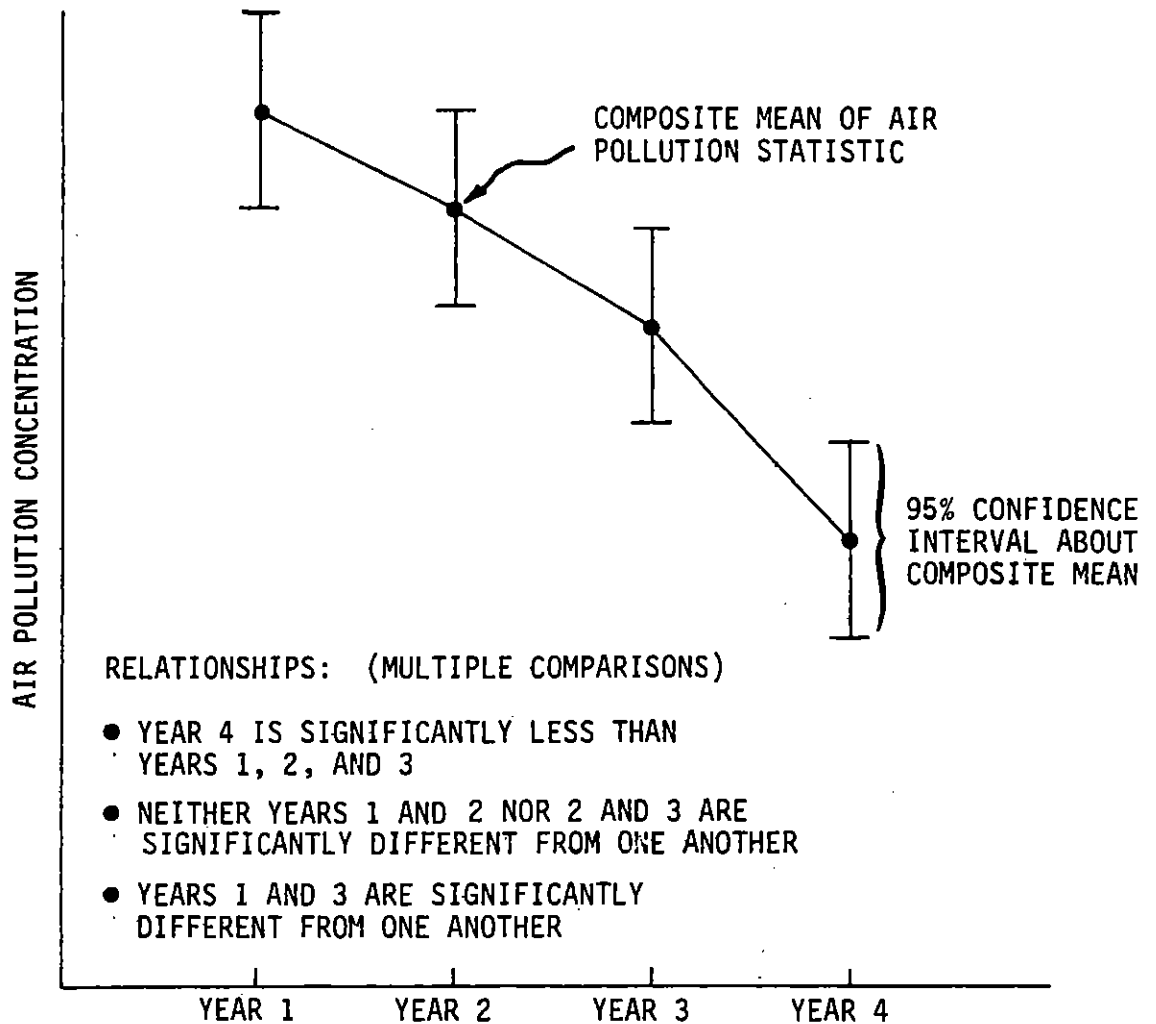 COMPOSITE MEAN OF AIR
POLLUTION STATISTIC
AIR POLLUTION CONCENTRATION
95% CONFIDENCE
INTERVAL ABOUT
COMPOSITE MEAN
RELATIONSHIPS: (MULTIPLE COMPARISONS)
● YEAR 4 IS SIGNIFICANTLY LESS THAN
YEARS 1, 2, AND 3
● NEITHER YEARS 1 AND 2 NOR 2 AND 3 ARE
SIGNIFICANTLY DIFFERENT FROM ONE ANOTHER
● YEARS 1 AND 3 ARE SIGNIFICANTLY
DIFFERENT FROM ONE ANOTHER
YEAR 1 YEAR 2 YEAR 3 YEAR 4